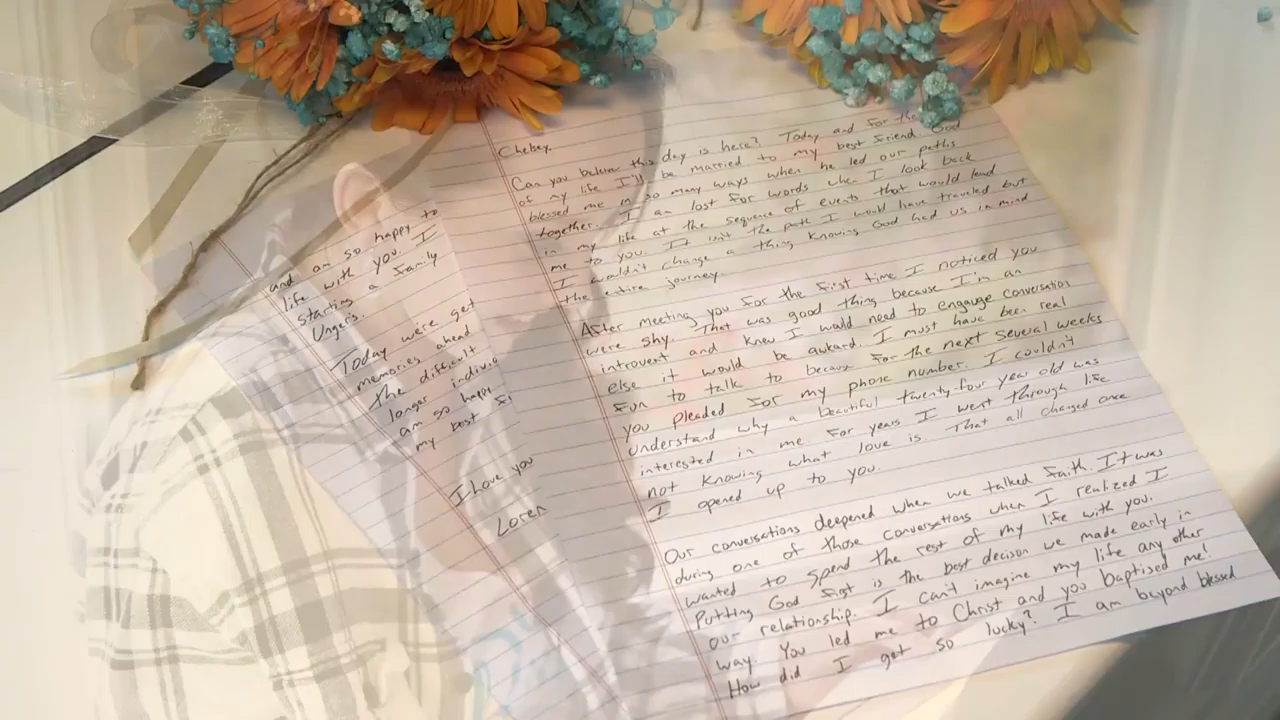 Chelsey,
Can you believe this day is here? Today and for the
of my life I'll be married to my best friend God
blessed me in so many ways when he led our paths
together. I am lost for words whe I look back
in my life at the sequence of events that would lead
me to you. It isn't the path I would have traveled but
I wouldn't change a thing knowing God had us in mind
the entire journey.
After meeting you for the first time I noticed you
were shy. That was good thing because I'm an
introvert and knew I would need to engauge conversation
else it would be awkard. I must have been real
fun to talk to because for the next several weeks
you pleaded for my phone number. I couldn't
understand why a beautiful twenty-four year old was
interested in me. For years I went through life
not knowing what love is. That all changed once
I opened up to you.
Our conversations deepened when we talked faith. It was
during one of those conversations when I realized I
wanted to spend the rest of my life with you.
Putting God first is the best decison we made early in
our relationship. I can't imagine my life any other
way. You led me to Christ and you baptised me!
How did I get so lucky? I am beyond blessed
and am so happy to
life with you. I
starting a family
Ungers.
Today were get
memories ahead
the difficult
longer individ
am so happ
my best f
I love you
Loren